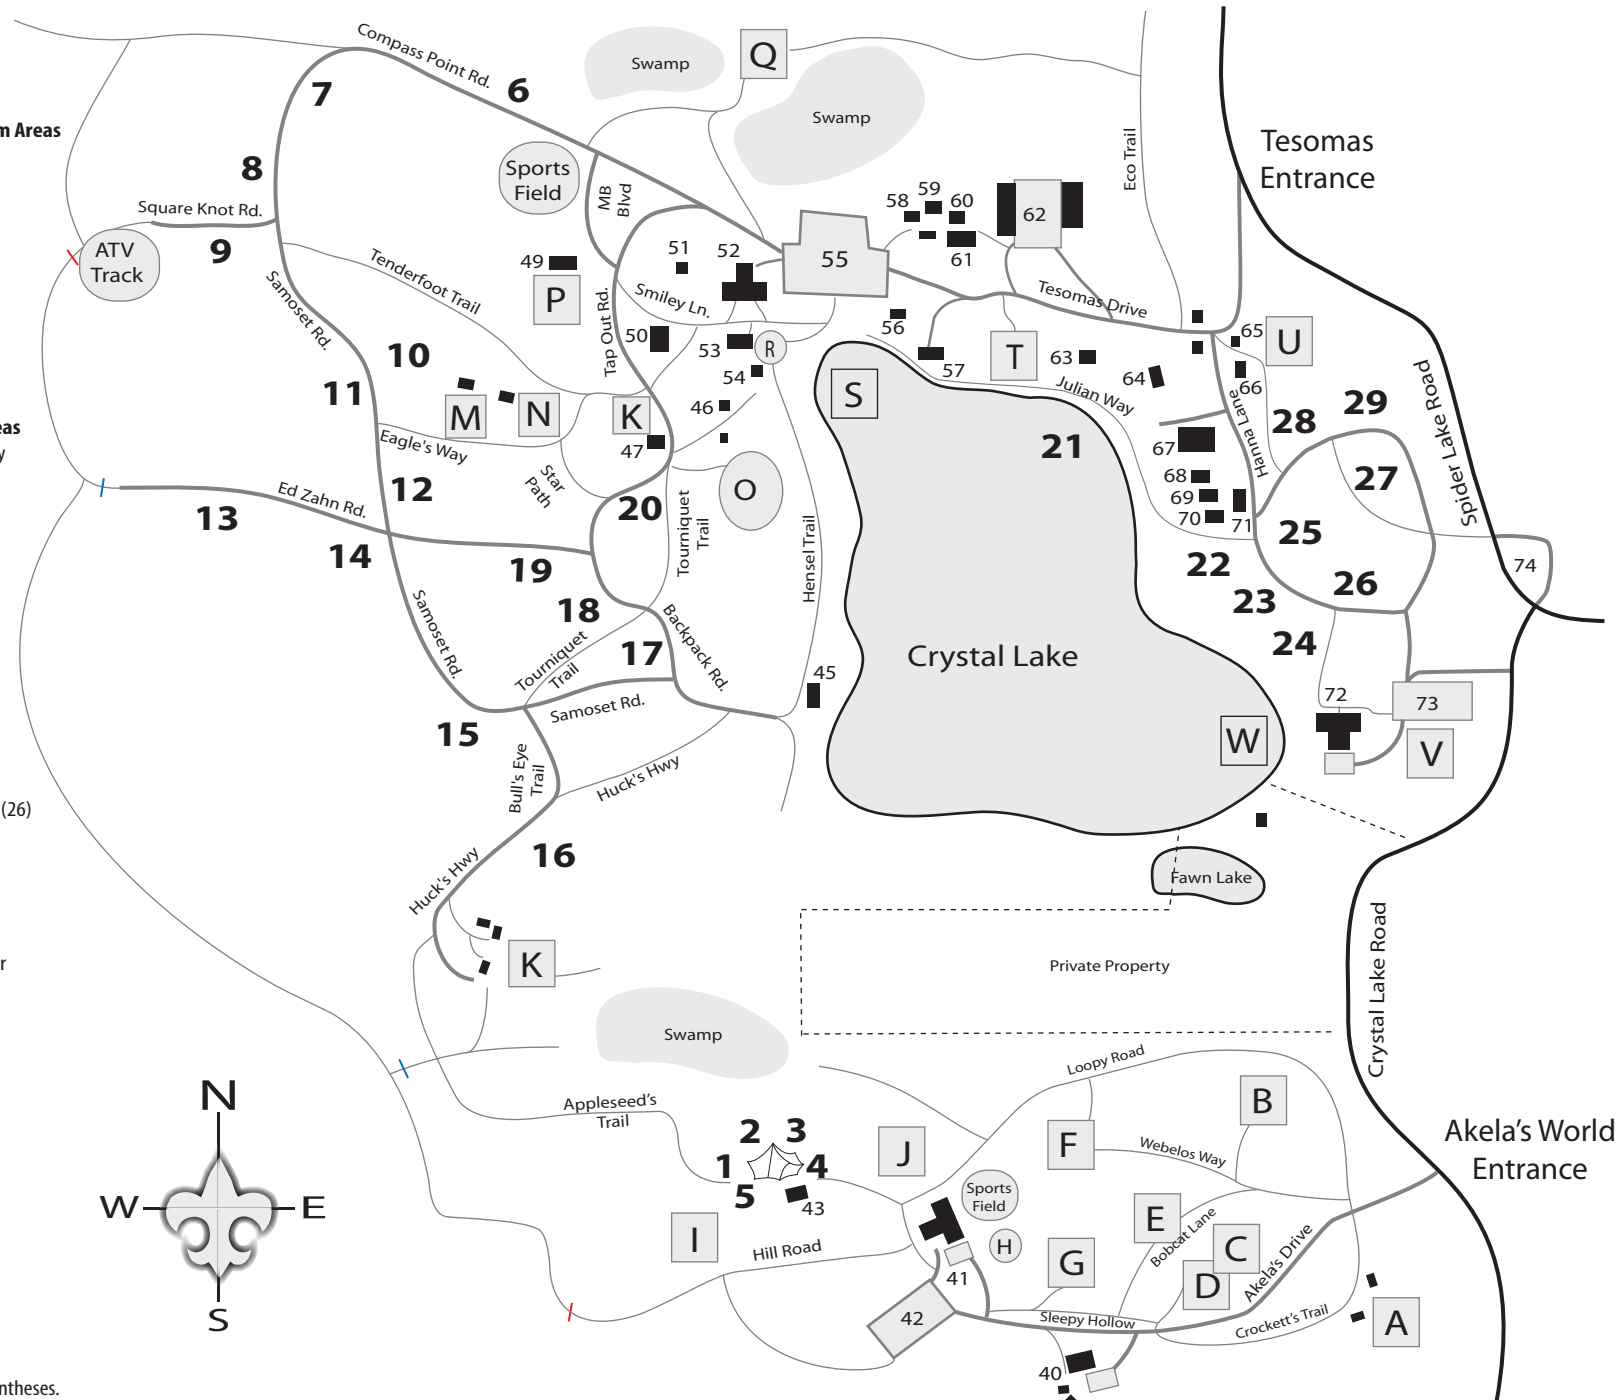 Compass Point Rd.
6
7
Swamp
Q
Swamp
m Areas
8
Sports
Field
MB
Blvd
Eco Trail
Tesomas
Entrance
Square Knot Rd.
9
ATV
Track
58
59
60
61
62
55
51
52
49
P
Tenderfoot Trail
Samoset Rd.
Smiley Ln.
Tap Out Rd.
50
53
R
54
56
57
Tesomas Drive
T
63
64
65
U
66
Julian Way
S
10
11
M
N
K
46
47
21
67
68
69
70
71
Hanna Lane
28
29
27
Spider Lake Road
eas
y
Eagle's Way
Star
Path
O
12
Ed Zahn Rd.
13
14
20
Tourniquet
Trail
Hensel Trail
19
18
22
25
23
26
24
74
Samoset Rd.
Tourniquet
Trail
17
Backpack Rd.
Crystal Lake
45
Samoset Rd.
15
W
72
73
V
Bull's Eye
Trail
Huck's Hwy
(26)
16
Huck's Hwy
Fawn Lake
K
r
Private Property
Crystal Lake Road
Swamp
Loopy Road
N
W
E
S
Appleseed's
Trail
2
3
1
4
5
43
J
F
B
Webelos Way
Akela's World
Entrance
Sports
Field
I
Hill Road
H
41
42
G
E
Bobcat Lane
C
D
Akela's Drive
Sleepy Hollow
Crockett's Trail
A
40
ntheses.